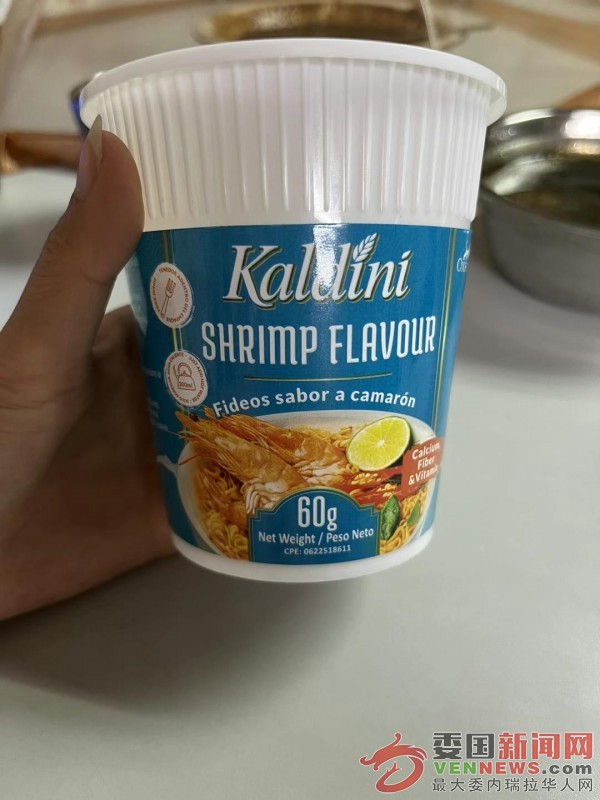 Kaldini
SHRIMP FLAVOUR
Fideos sabor a camarón
Calcium,
Fiber
& Vitamin
60g
Net Weight / Peso Neto
CPE: 0622518611
委国新闻网
VENNEWS.com
最大委内瑞拉华人网